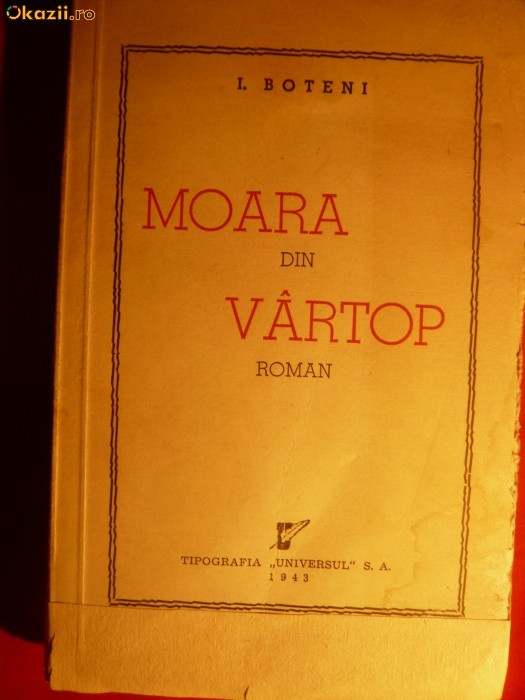 Okazii.ro
I. BOTENI
MOARA
DIN
VÂRTOP
ROMAN
TIPOGRAFIA „UNIVERSUL" S. A.
1943